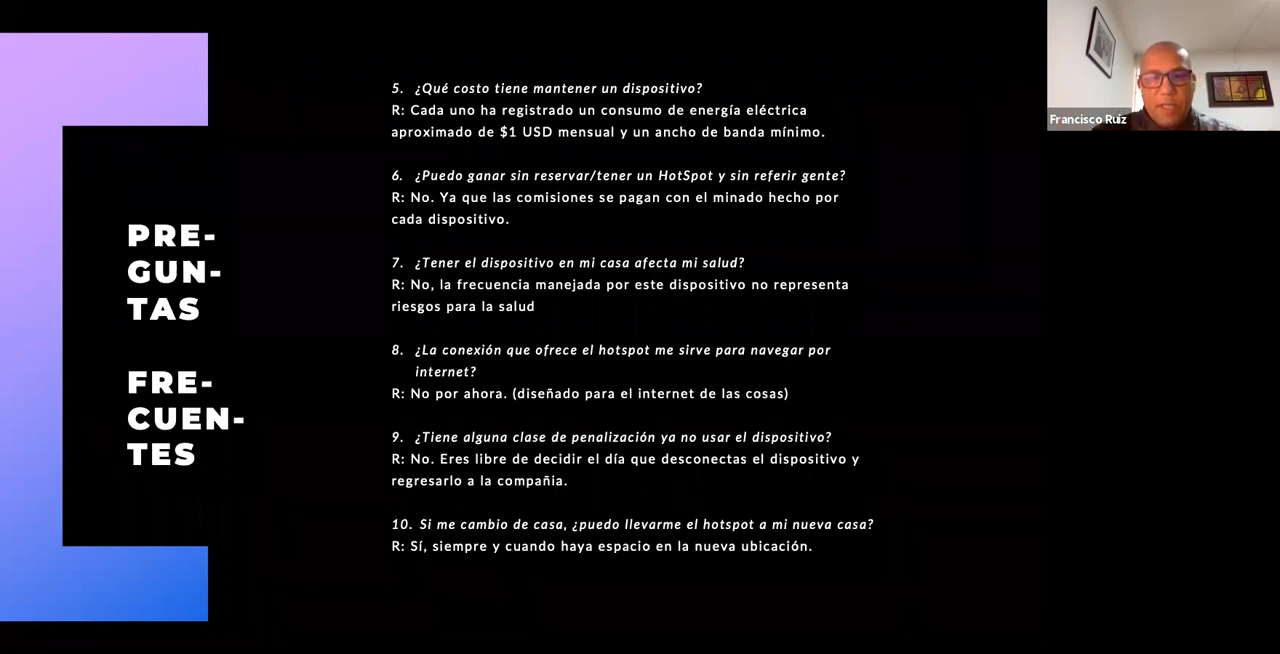 PRE-
GUN-
TAS
FRE-
CUEN-
TES
5. ¿Qué costo tiene mantener un dispositivo?
R: Cada uno ha registrado un consumo de energía eléctrica
aproximado de $1 USD mensual y un ancho de banda mínimo.
6. ¿Puedo ganar sin reservar/tener un HotSpot y sin referir gente?
R: No. Ya que las comisiones se pagan con el minado hecho por
cada dispositivo.
7. ¿Tener el dispositivo en mi casa afecta mi salud?
R: No, la frecuencia manejada por este dispositivo no representa
riesgos para la salud
8. ¿La conexión que ofrece el hotspot me sirve para navegar por
internet?
R: No por ahora. (diseñado para el internet de las cosas)
9. ¿Tiene alguna clase de penalización ya no usar el dispositivo?
R: No. Eres libre de decidir el día que desconectas el dispositivo y
regresarlo a la compañia.
10. Si me cambio de casa, ¿puedo llevarme el hotspot a mi nueva casa?
R: Sí, siempre y cuando haya espacio en la nueva ubicación.
Francisco Ruiz